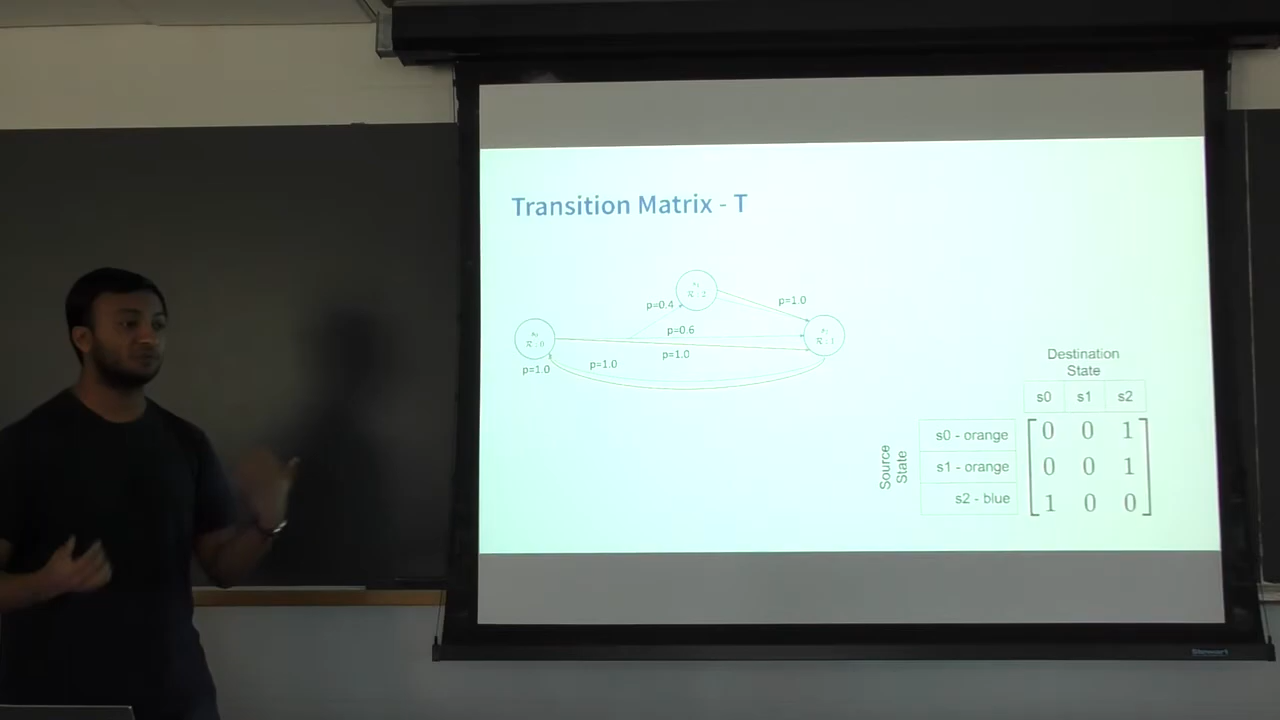 Transition Matrix - T
p=0.4
p=1.0
p=0.6
p=1.0
p=1.0
p=1.0
Destination
State
s0 s1 s2
Source
State
s0 - orange 0 0 1
s1 - orange 0 0 1
s2 - blue 1 0 0
Stewart